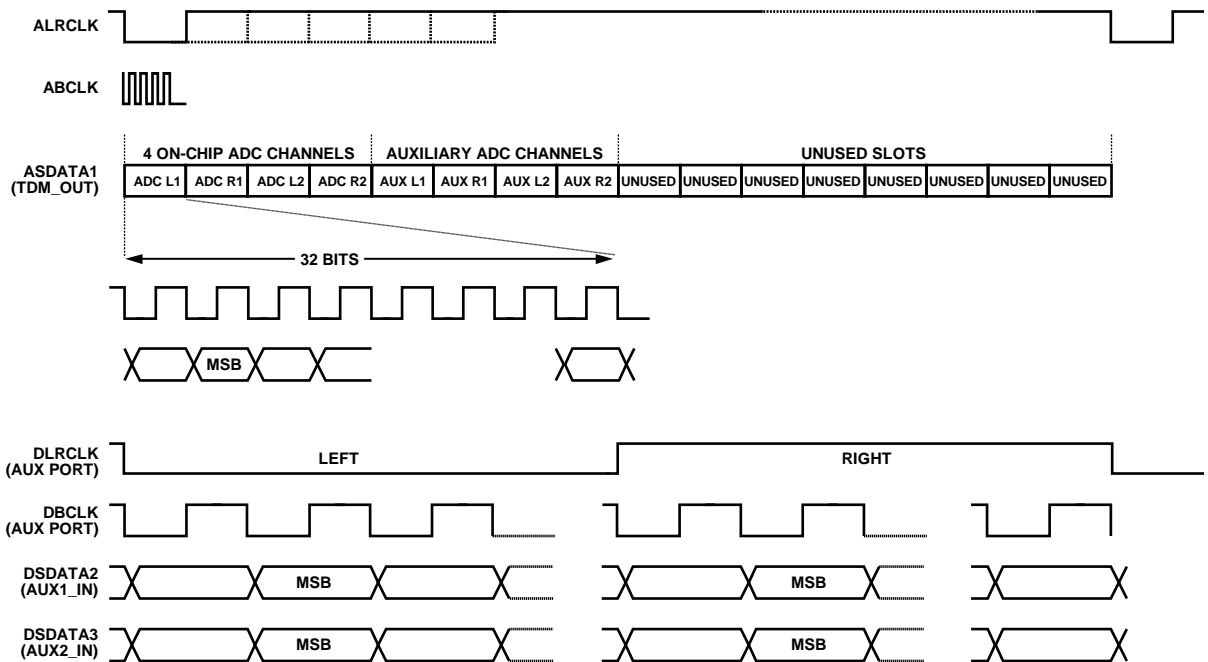 ALRCLK
ABCLK
4 ON-CHIP ADC CHANNELS AUXILIARY ADC CHANNELS UNUSED SLOTS
ASDATA1
(TDM_OUT)
ADC L1 ADC R1 ADC L2 ADC R2 AUX L1 AUX R1 AUX L2 AUX R2 UNUSED UNUSED UNUSED UNUSED UNUSED UNUSED UNUSED UNUSED
32 BITS
MSB
DLRCLK
(AUX PORT)
LEFT RIGHT
DBCLK
(AUX PORT)
DSDATA2
(AUX1_IN)
MSB MSB
DSDATA3
(AUX2_IN)
MSB MSB